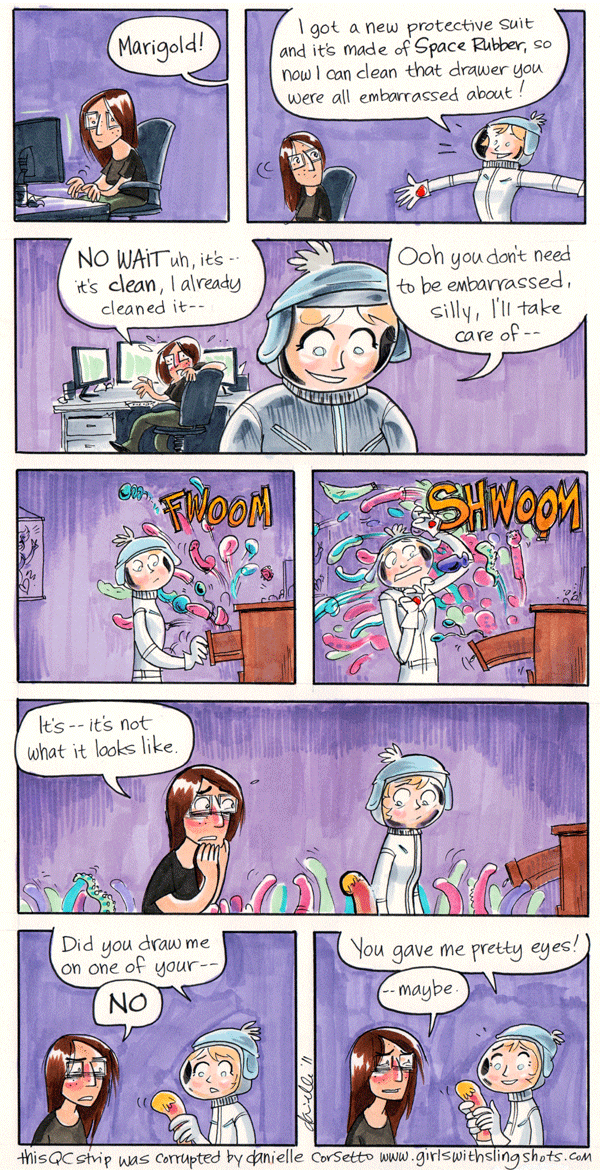 Marigold!
I got a new protective suit
and it's made of Space Rubber, so
now I can clean that drawer you
were all embarrassed about!
NO WAIT uh, it's --
it's clean, I already
cleaned it--
Ooh you don't need
to be embarrassed,
silly, I'll take
care of --
FWOOM
SHWOOM
It's -- it's not
what it looks like.
Did you draw me
on one of your --
NO
You gave me pretty eyes!
-- maybe.
danielle '11
this QC strip was corrupted by danielle corsetto www.girlswithslingshots.com